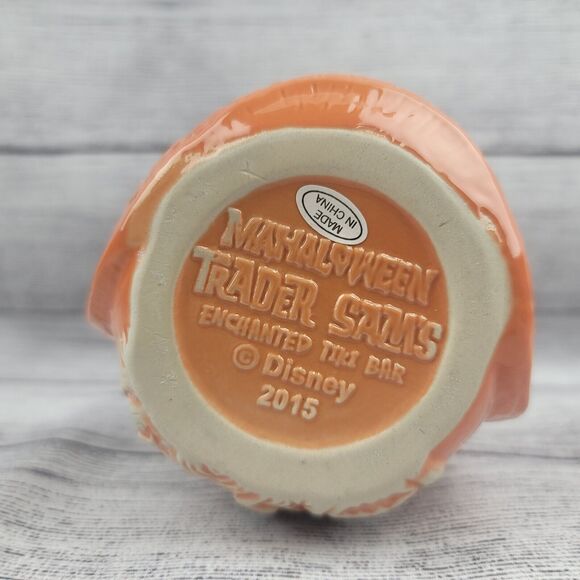 MADE
IN CHINA
MAHALOWEEN
TRADER SAM'S
ENCHANTED TIKI BAR
© Disney
2015